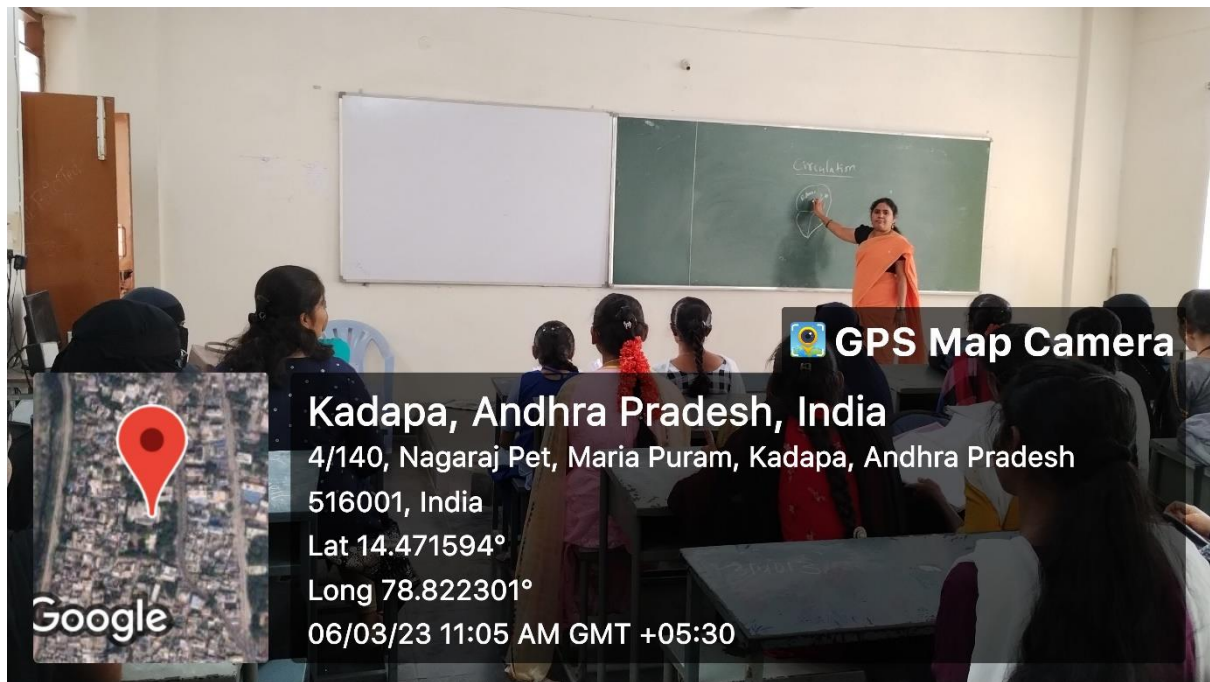 Circulation
GPS Map Camera
Kadapa, Andhra Pradesh, India
4/140, Nagaraj Pet, Maria Puram, Kadapa, Andhra Pradesh
516001, India
Lat 14.471594°
Long 78.822301°
06/03/23 11:05 AM GMT +05:30
Google